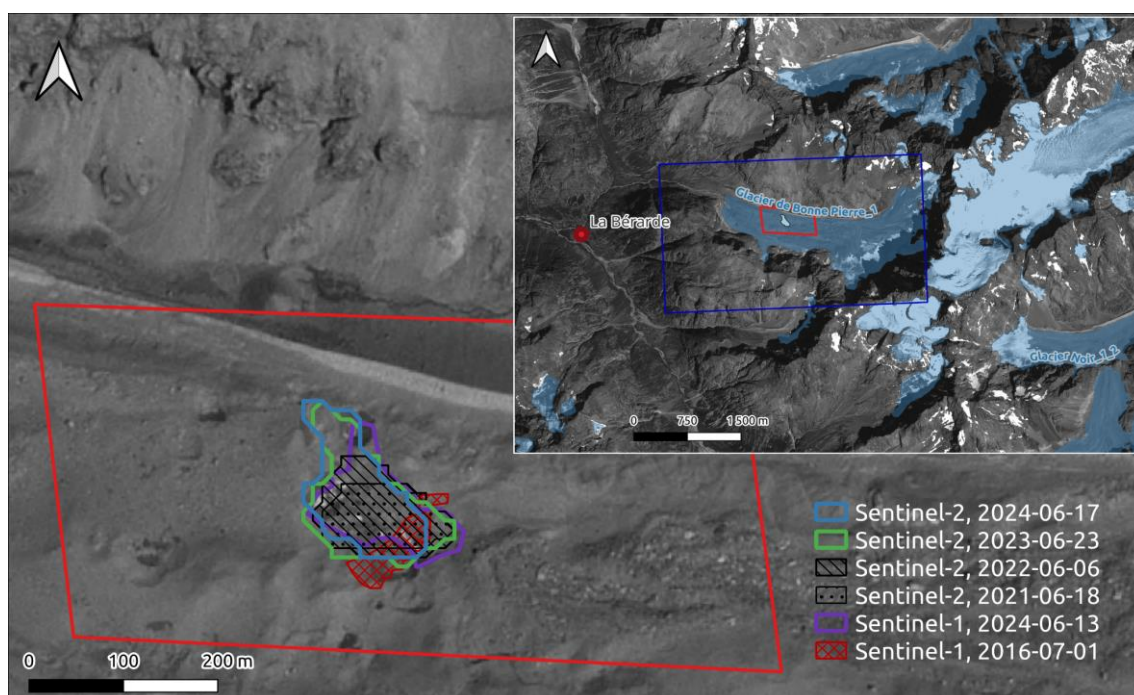 Glacier de Bonne Pierre_1
La Bérarde
Glacier Noir_1_2
0 750 1 500 m
Sentinel-2, 2024-06-17
Sentinel-2, 2023-06-23
Sentinel-2, 2022-06-06
Sentinel-2, 2021-06-18
Sentinel-1, 2024-06-13
Sentinel-1, 2016-07-01
0 100 200 m